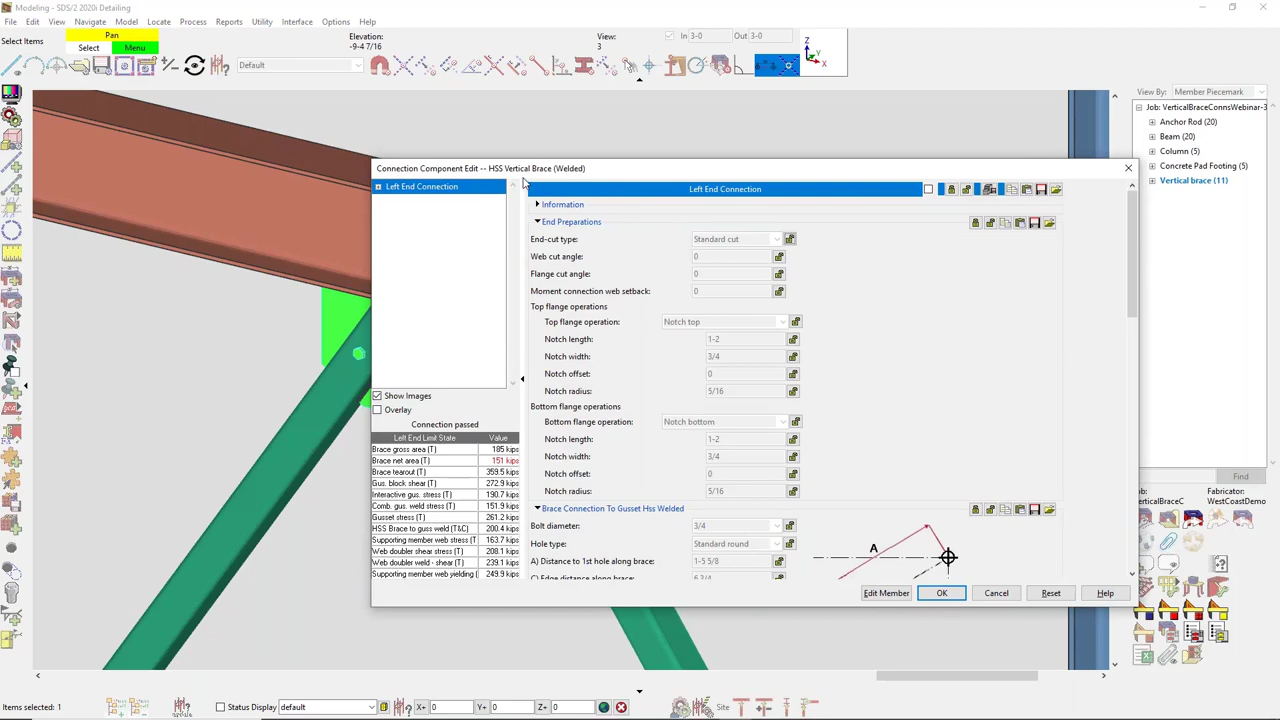 Modeling - SDS/2 2020i Detailing
File Edit View Navigate Model Locate Process Reports Utility Interface Options Help
Select Items
Pan
Select Menu
Elevation:
-9-4 7/16
View:
3
In 3-0 Out 3-0
Z Y X
Default
View By: Member Piecemark
Job: VerticalBraceConnsWebinar-3
Anchor Rod (20)
Beam (20)
Column (5)
Concrete Pad Footing (5)
Vertical brace (11)
Connection Component Edit -- HSS Vertical Brace (Welded)
Left End Connection
Left End Connection
Information
End Preparations
End-cut type: Standard cut
Web cut angle: 0
Flange cut angle: 0
Moment connection web setback: 0
Top flange operations
Top flange operation: Notch top
Notch length: 1-2
Notch width: 3/4
Notch offset: 0
Notch radius: 5/16
Bottom flange operations
Bottom flange operation: Notch bottom
Notch length: 1-2
Notch width: 3/4
Notch offset: 0
Notch radius: 5/16
Brace Connection To Gusset Hss Welded
Bolt diameter: 3/4
Hole type: Standard round
A) Distance to 1st hole along brace: 1-5 5/8
C) Edge distance along brace: 6 3/4
A
Show Images
Overlay
Connection passed
Left End Limit State Value
Brace gross area (T) 185 kips
Brace net area (T) 151 kips
Brace tearout (T) 359.5 kips
Gus. block shear (T) 272.9 kips
Interactive gus. stress (T) 190.7 kips
Comb. gus. weld stress (T) 151.9 kips
Gusset stress (T) 261.2 kips
HSS Brace to guss weld (T&C) 200.4 kips
Supporting member web stress (T) 163.7 kips
Web doubler shear stress (T) 208.1 kips
Web doubler weld - shear (T) 239.1 kips
Supporting member web yielding ( 249.9 kips
Edit Member OK Cancel Reset Help
Find
Job: Fabricator:
VerticalBraceC WestCoastDemo
Items selected: 1
Status Display default X+ 0 Y+ 0 Z+ 0 Site